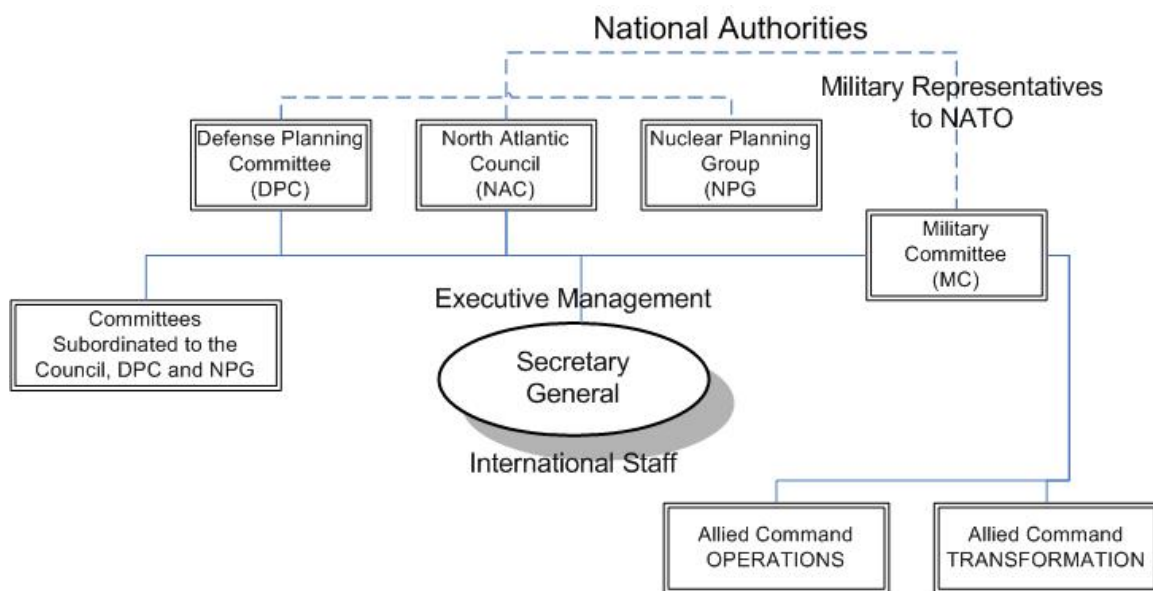 National Authorities
Military Representatives
to NATO
Defense Planning
Committee
(DPC)
North Atlantic
Council
(NAC)
Nuclear Planning
Group
(NPG
Military
Committee
(MC)
Committees
Subordinated to the
Council, DPC and NPG
Executive Management
Secretary
General
International Staff
Allied Command
OPERATIONS
Allied Command
TRANSFORMATION